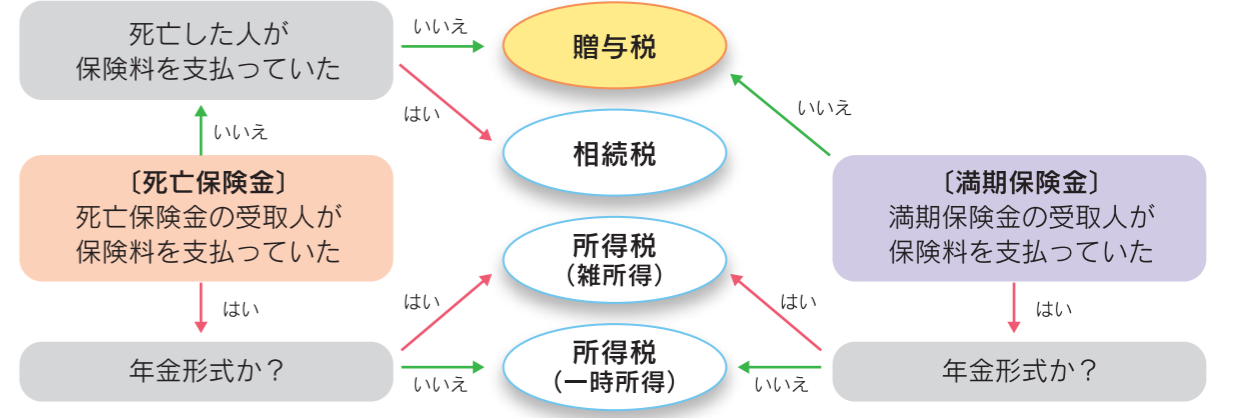 死亡した人が
保険料を支払っていた
いいえ
贈与税
はい
いいえ
相続税
いいえ
〔死亡保険金〕
死亡保険金の受取人が
保険料を支払っていた
〔満期保険金〕
満期保険金の受取人が
保険料を支払っていた
所得税
（雑所得）
はい
はい
はい
はい
年金形式か？
いいえ
所得税
（一時所得）
いいえ
年金形式か？